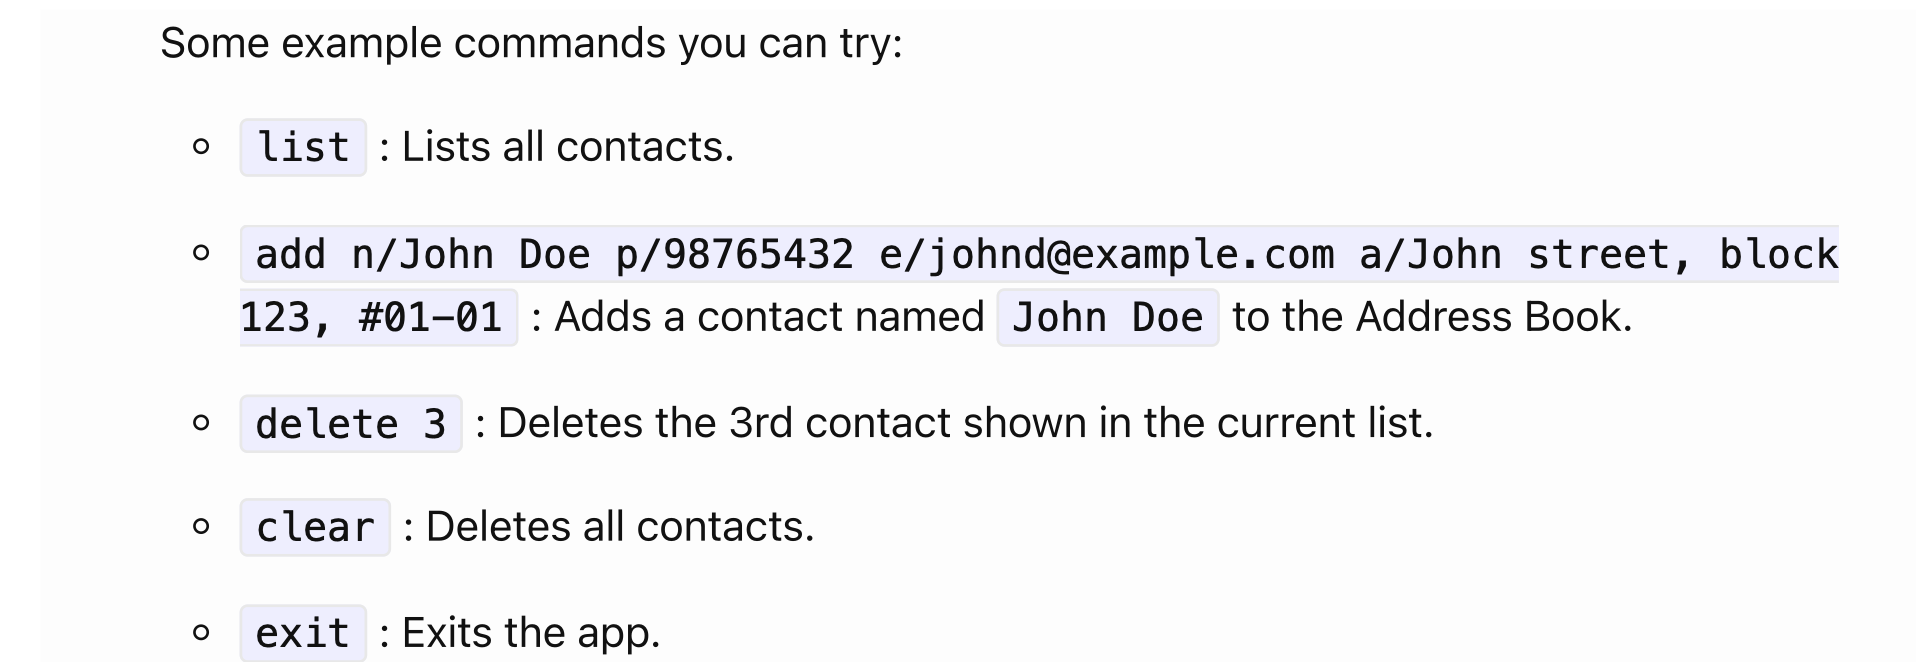 Some example commands you can try:
list : Lists all contacts.
add n/John Doe p/98765432 e/johnd@example.com a/John street, block
123, #01-01 : Adds a contact named John Doe to the Address Book.
delete 3 : Deletes the 3rd contact shown in the current list.
clear : Deletes all contacts.
exit : Exits the app.